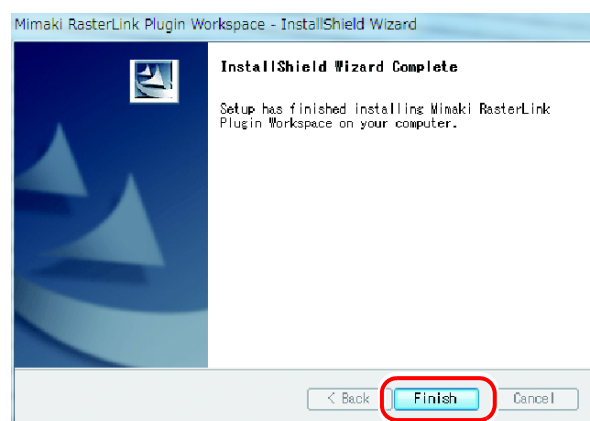 Mimaki RasterLink Plugin Workspace - InstallShield Wizard
InstallShield Wizard Complete
Setup has finished installing Mimaki RasterLink
Plugin Workspace on your computer.
< Back
Finish
Cancel